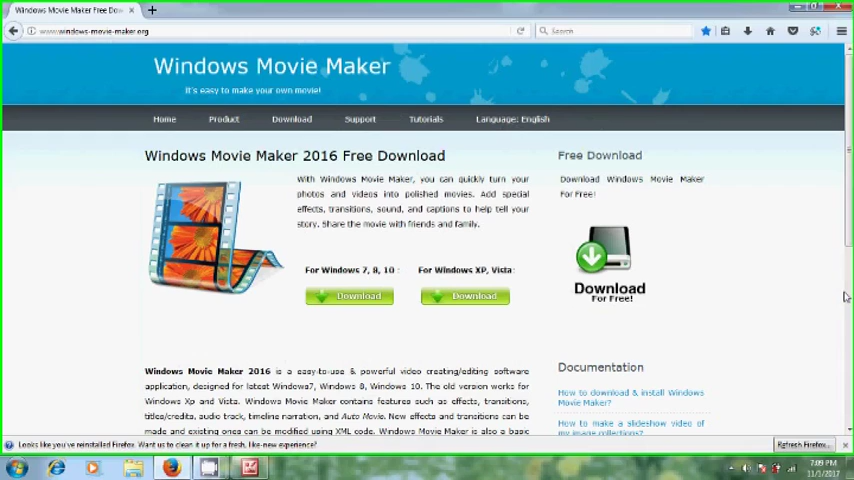 Windows Movie Maker Free Dow
www.windows-movie-maker.org
Search
Windows Movie Maker
It's easy to make your own movie!
Home
Product
Download
Support
Tutorials
Language: English
Windows Movie Maker 2016 Free Download
With Windows Movie Maker, you can quickly turn your
photos and videos into polished movies. Add special
effects, transitions, sound, and captions to help tell your
story. Share the movie with friends and family.
For Windows 7, 8, 10 :
For Windows XP, Vista:
Download
Download
Free Download
Download Windows Movie Maker
For Free!
Download
For Free!
Windows Movie Maker 2016 is a easy-to-use & powerful video creating/editing software
application, designed for latest Windows7, Windows 8, Windows 10. The old version works for
Windows Xp and Vista. Windows Movie Maker contains features such as effects, transitions,
titles/credits, audio track, timeline narration, and Auto Movie. New effects and transitions can be
made and existing ones can be modified using XML code. Windows Movie Maker is also a basic
Documentation
How to download & install Windows
Movie Maker?
How to make a slideshow video of
my image collections?
Looks like you've reinstalled Firefox. Want us to clean it up for a fresh, like-new experience?
Refresh Firefox...
7:09 PM
11/1/2017